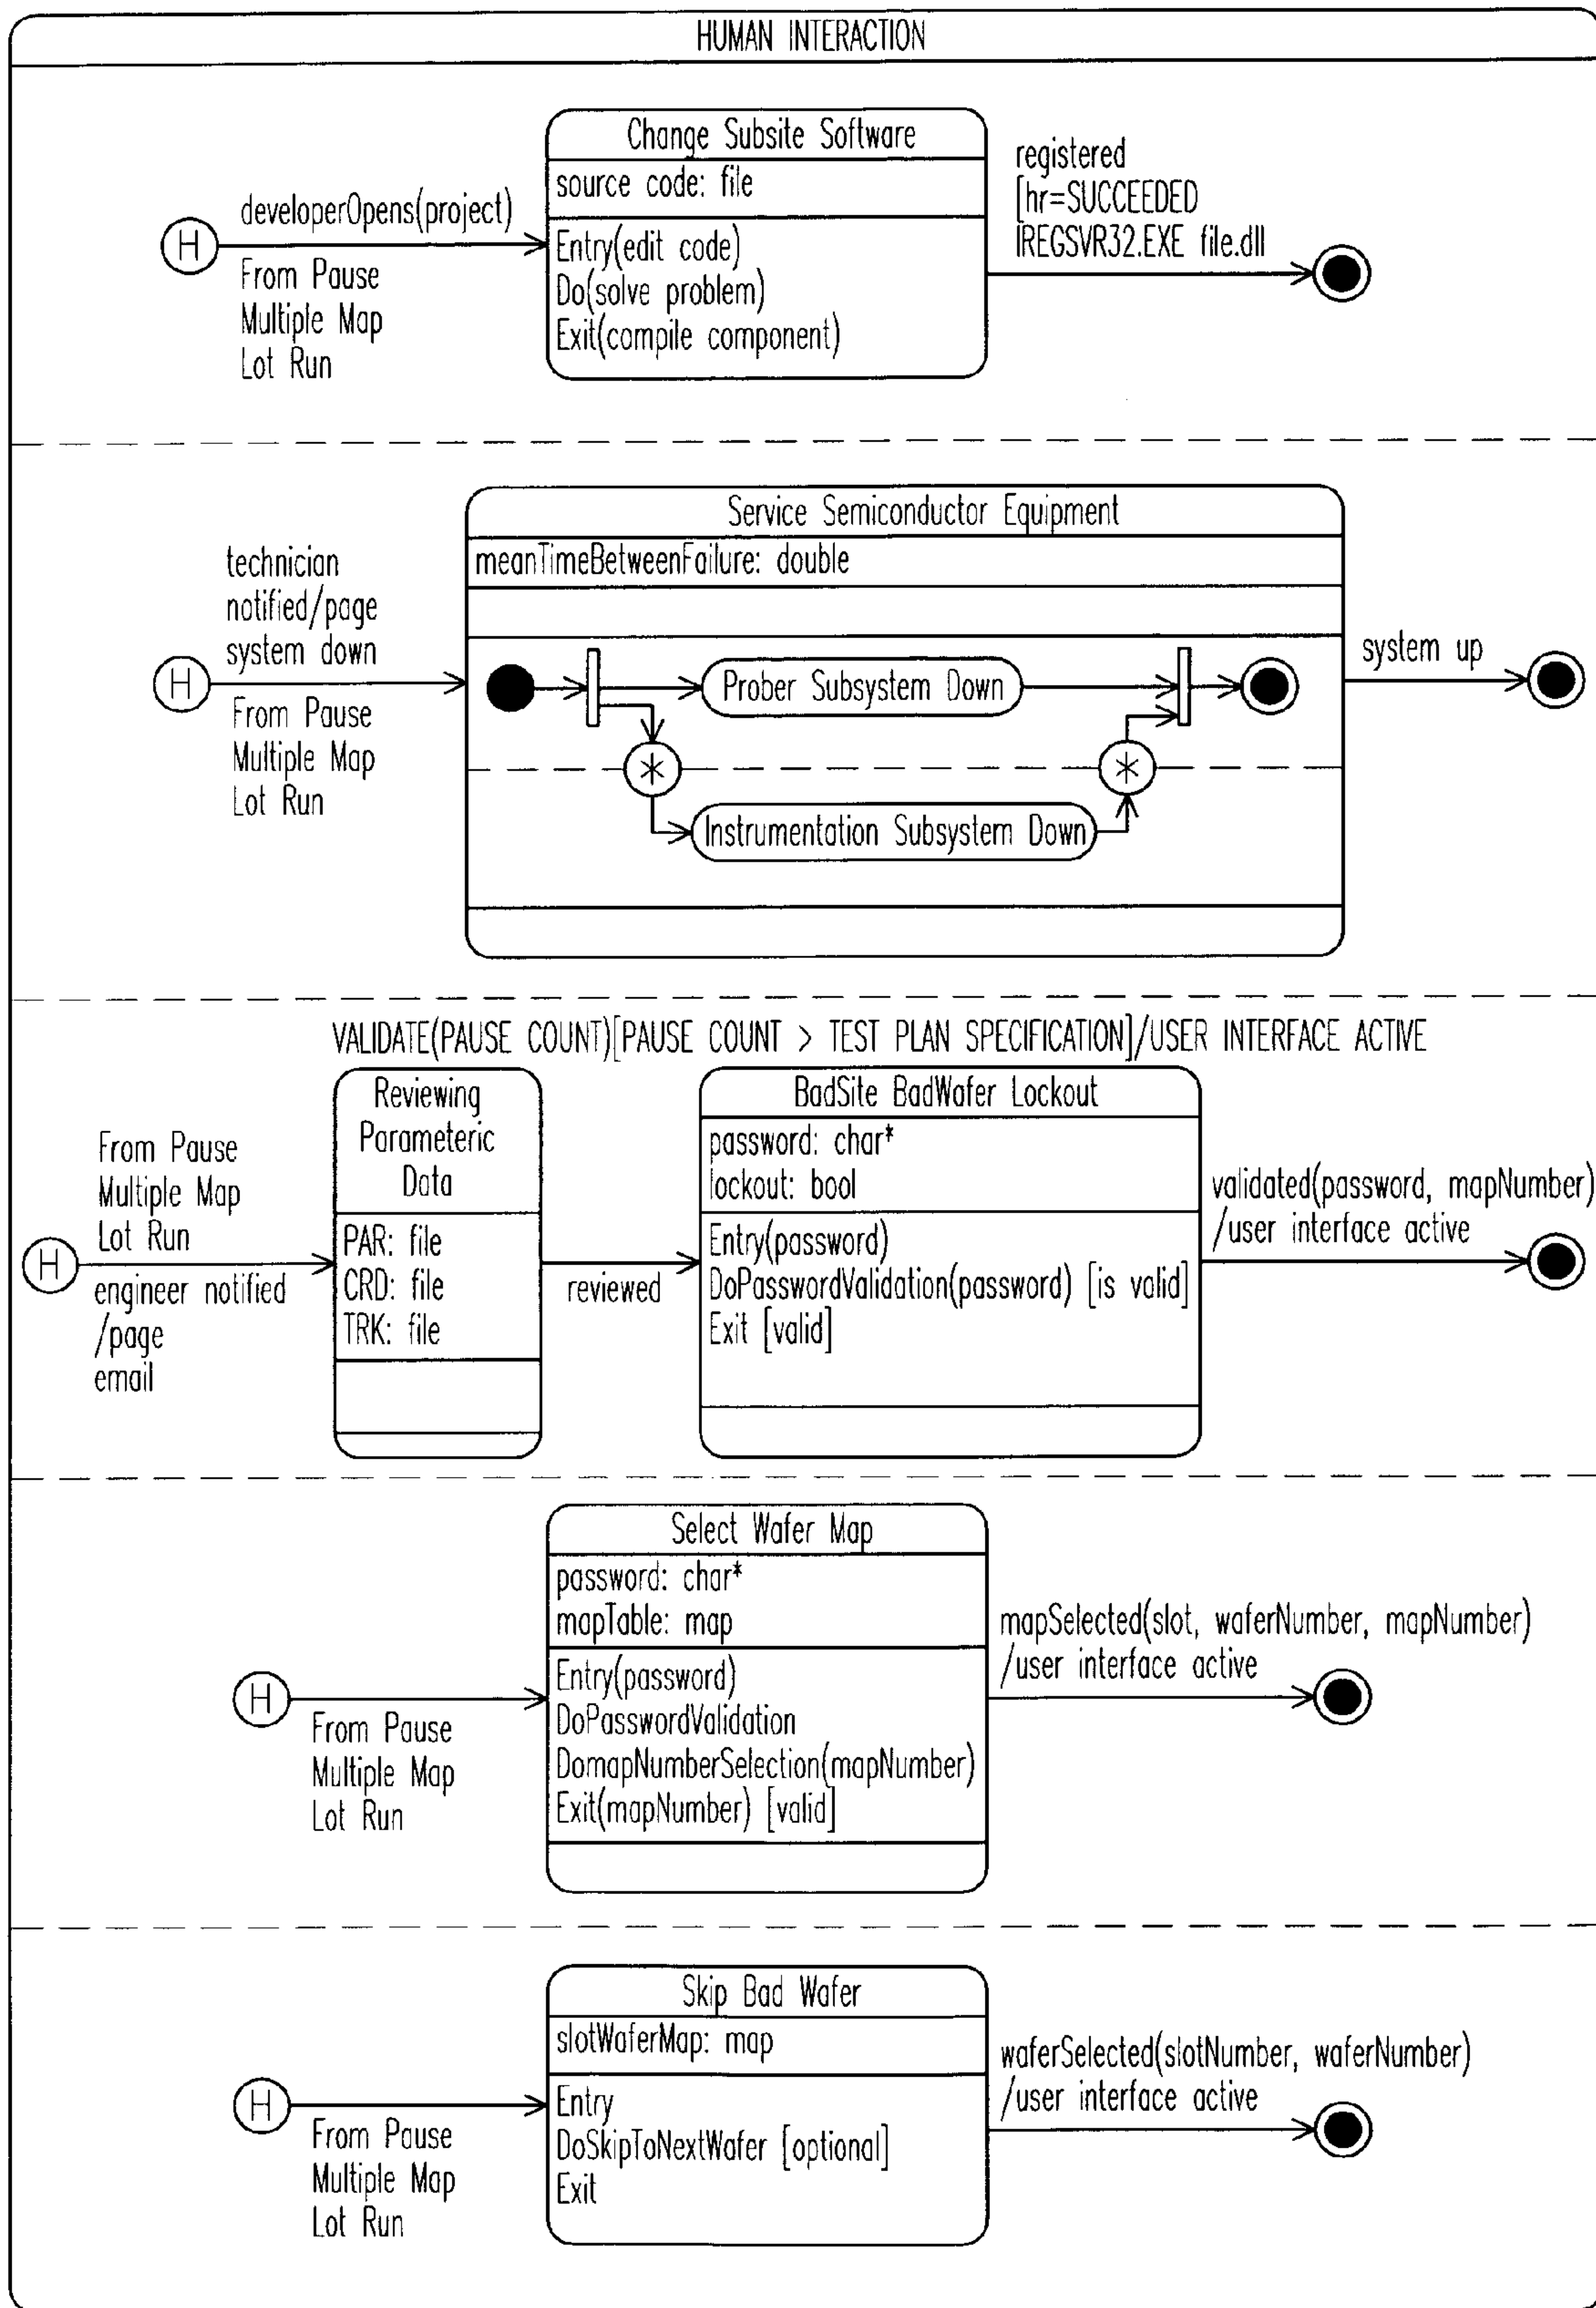 HUMAN INTERACTION
Change Subsite Software
source code: file
Entry(edit code)
Do(solve problem)
Exit(compile component)
H
developerOpens(project)
From Pause
Multiple Map
Lot Run
registered
[hr=SUCCEEDED
IREGSVR32.EXE file.dll
Service Semiconductor Equipment
meanTimeBetweenFailure: double
technician
notified/page
system down
H
From Pause
Multiple Map
Lot Run
Prober Subsystem Down
*
*
Instrumentation Subsystem Down
system up
VALIDATE(PAUSE COUNT)[PAUSE COUNT > TEST PLAN SPECIFICATION]/USER INTERFACE ACTIVE
From Pause
Multiple Map
Lot Run
H
engineer notified
/page
email
Reviewing
Parameteric
Data
PAR: file
CRD: file
TRK: file
reviewed
BadSite BadWafer Lockout
password: char*
lockout: bool
Entry(password)
DoPasswordValidation(password) [is valid]
Exit [valid]
validated(password, mapNumber)
/user interface active
Select Wafer Map
password: char*
mapTable: map
Entry(password)
DoPasswordValidation
DomapNumberSelection(mapNumber)
Exit(mapNumber) [valid]
H
From Pause
Multiple Map
Lot Run
mapSelected(slot, waferNumber, mapNumber)
/user interface active
Skip Bad Wafer
slotWaferMap: map
Entry
DoSkipToNextWafer [optional]
Exit
H
From Pause
Multiple Map
Lot Run
waferSelected(slotNumber, waferNumber)
/user interface active